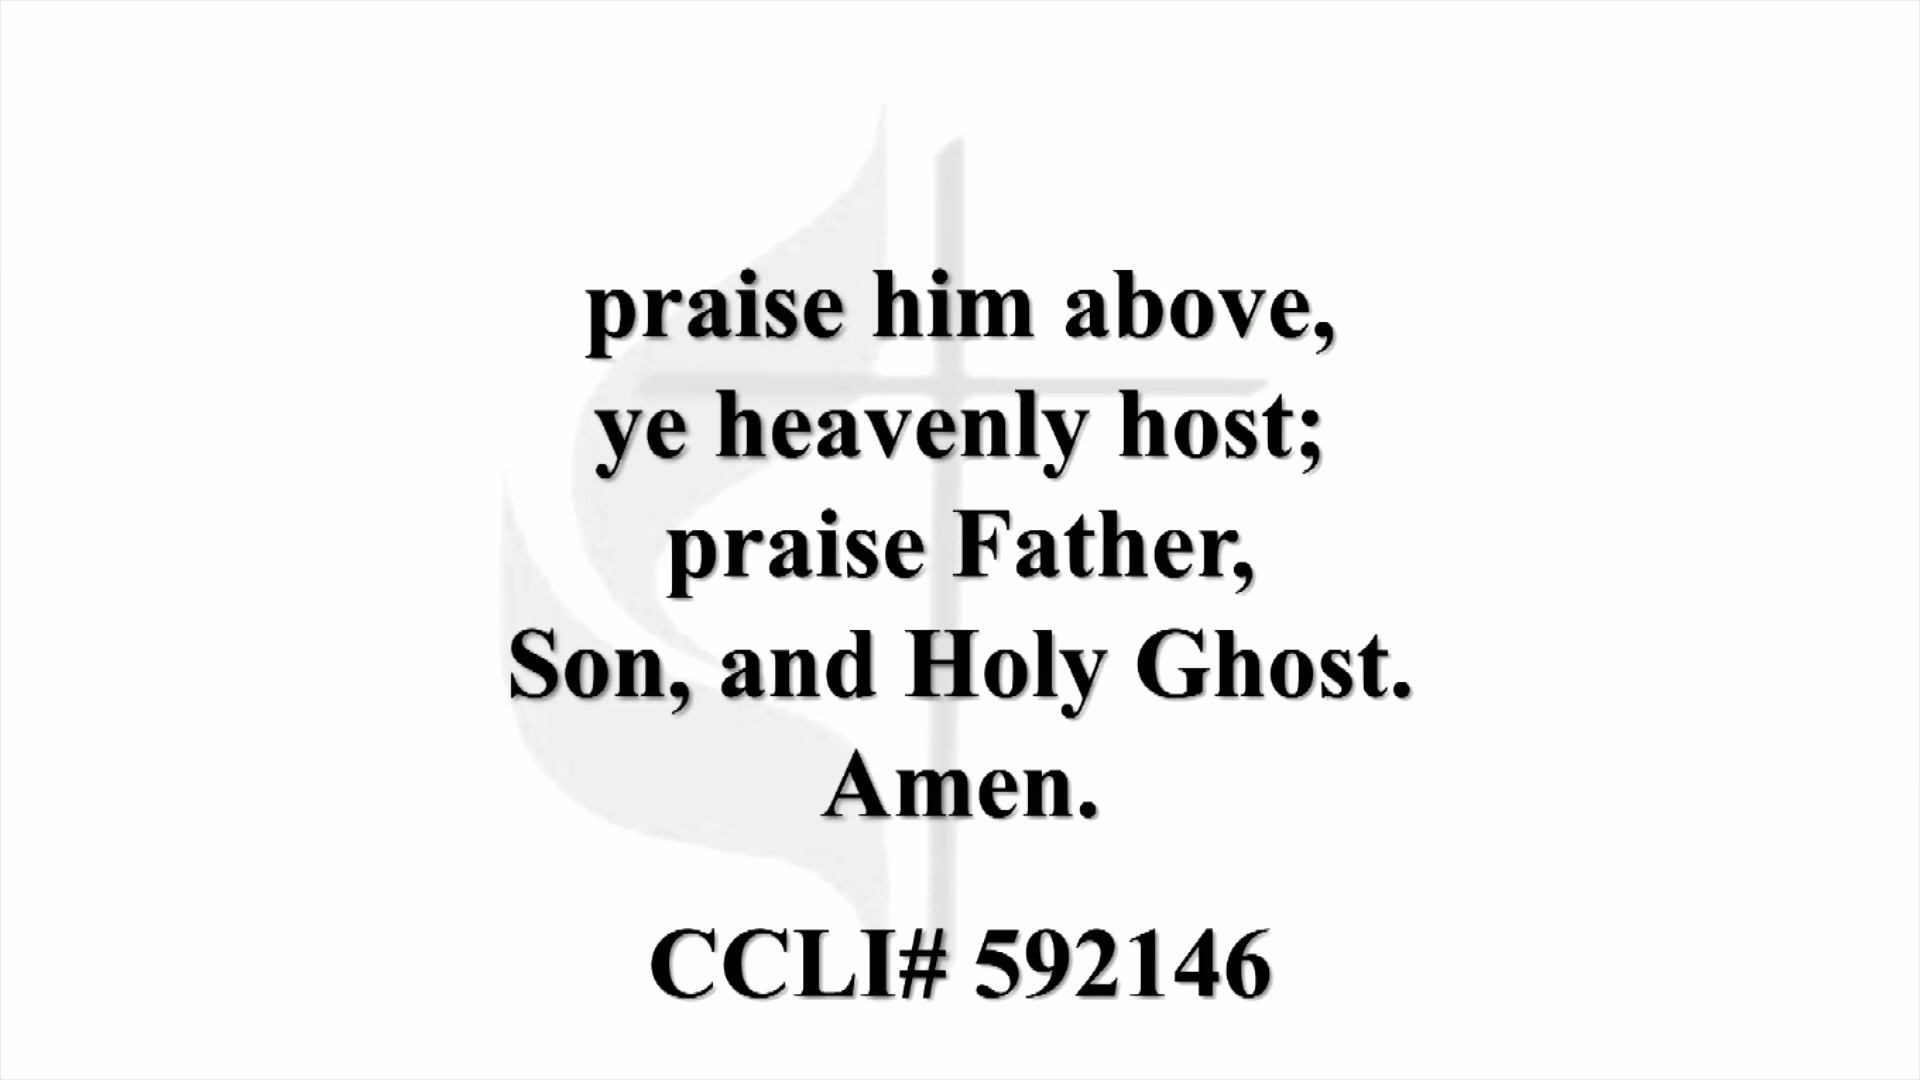 praise him above,
ye heavenly host;
praise Father,
Son, and Holy Ghost.
Amen.
CCLI# 592146